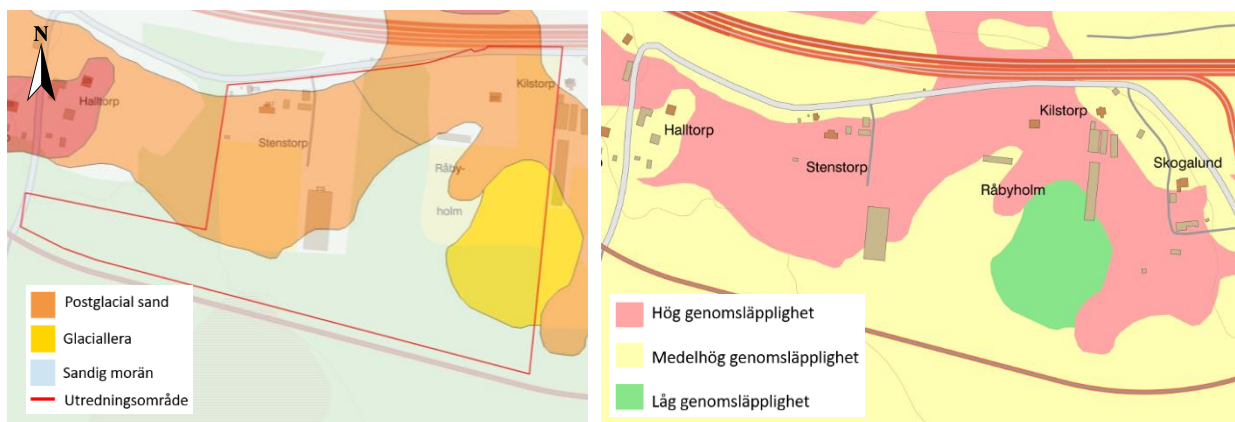 N
Halltorp
Kilstorp
Stenstorp
Råby-
holm
Postglacial sand
Glaciallera
Sandig morän
Utredningsområde
Halltorp
Stenstorp
Kilstorp
Råbyholm
Skogalund
Hög genomsläpplighet
Medelhög genomsläpplighet
Låg genomsläpplighet